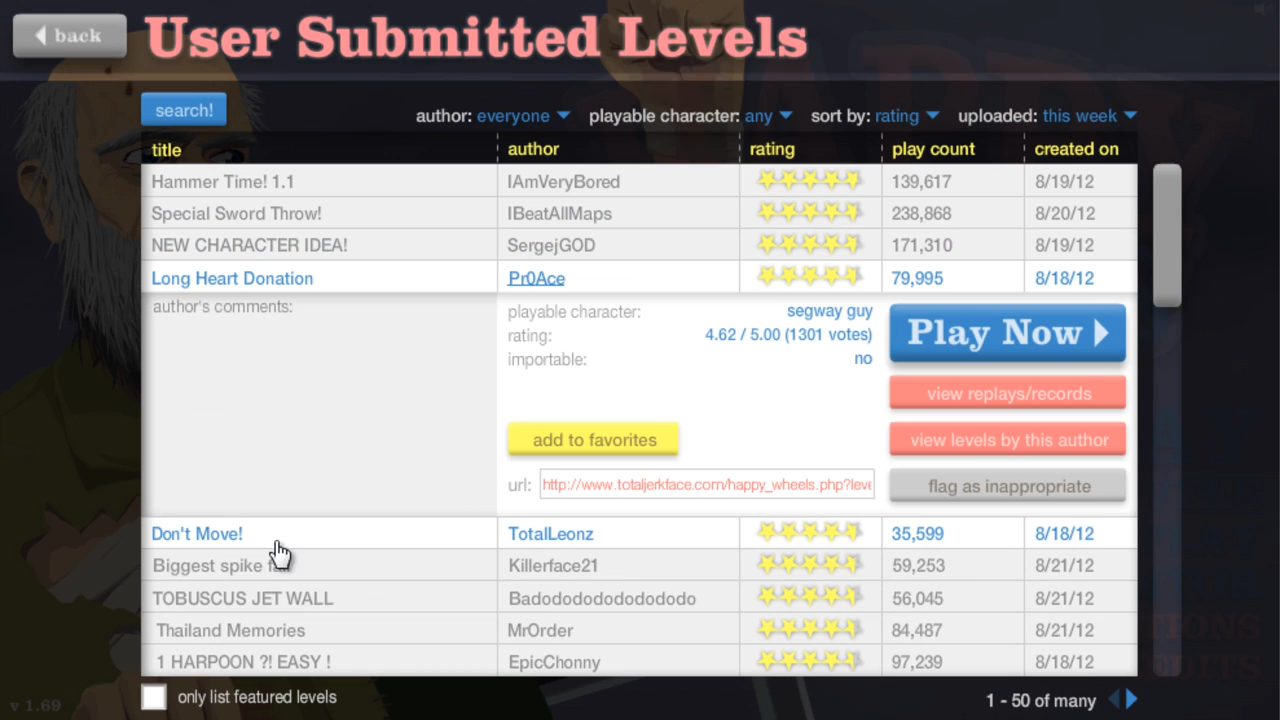 back
User Submitted Levels
search!
author: everyone playable character: any sort by: rating uploaded: this week
title author rating play count created on
Hammer Time! 1.1 IAmVeryBored 139,617 8/19/12
Special Sword Throw! IBeatAllMaps 238,868 8/20/12
NEW CHARACTER IDEA! SergejGOD 171,310 8/19/12
Long Heart Donation Pr0Ace 79,995 8/18/12
author's comments:
playable character: segway guy
rating: 4.62 / 5.00 (1301 votes)
importable: no
Play Now
view replays/records
add to favorites
view levels by this author
url: http://www.totaljerkface.com/happy_wheels.php?leve
flag as inappropriate
Don't Move! TotalLeonz 35,599 8/18/12
Biggest spike Killerface21 59,253 8/21/12
TOBUSCUS JET WALL Badodododododododo 56,045 8/21/12
Thailand Memories MrOrder 84,487 8/21/12
1 HARPOON ?! EASY ! EpicChonny 97,239 8/18/12
only list featured levels
1 - 50 of many
v 1.69